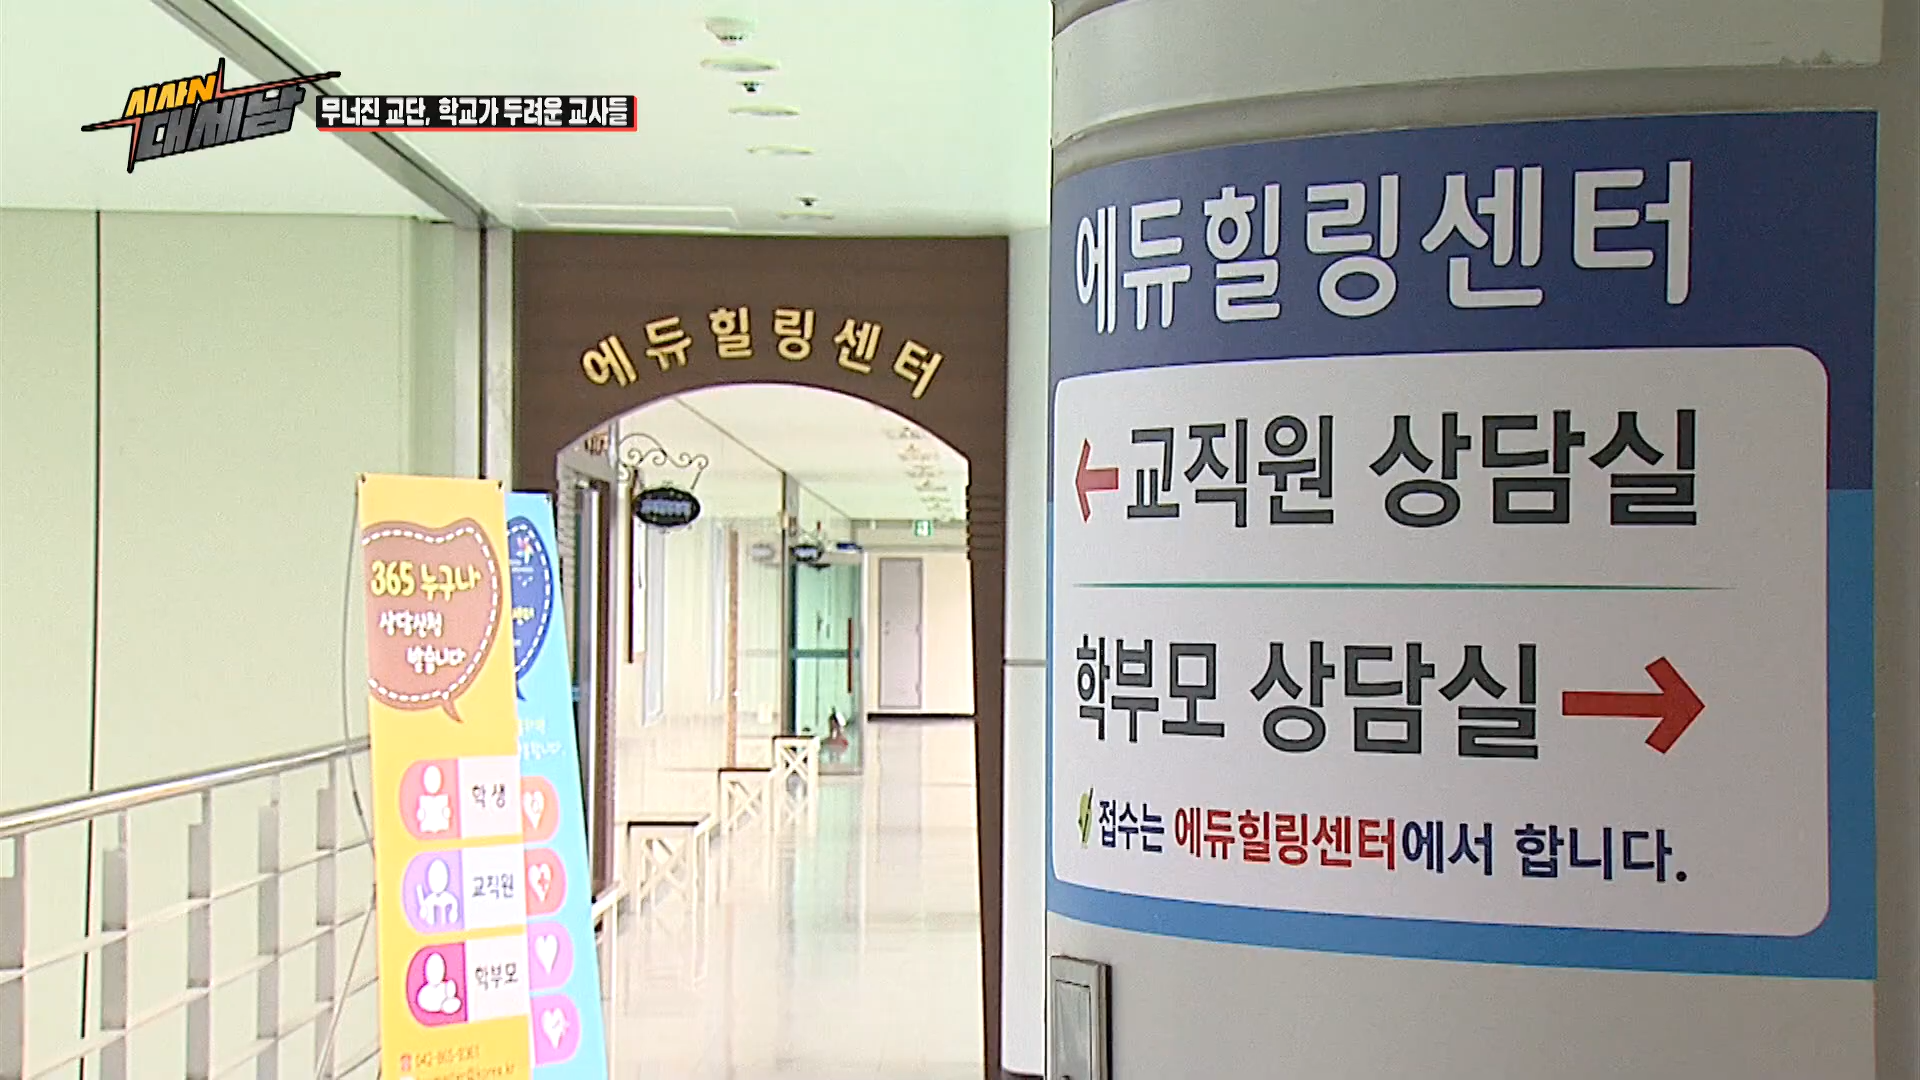 시사N
대세남
무너진 교단, 학교가 두려운 교사들
에듀힐링센터
365 누구나
상담신청
받습니다
학생
교직원
학부모
에듀힐링센터
←교직원 상담실
학부모 상담실→
접수는 에듀힐링센터에서 합니다.